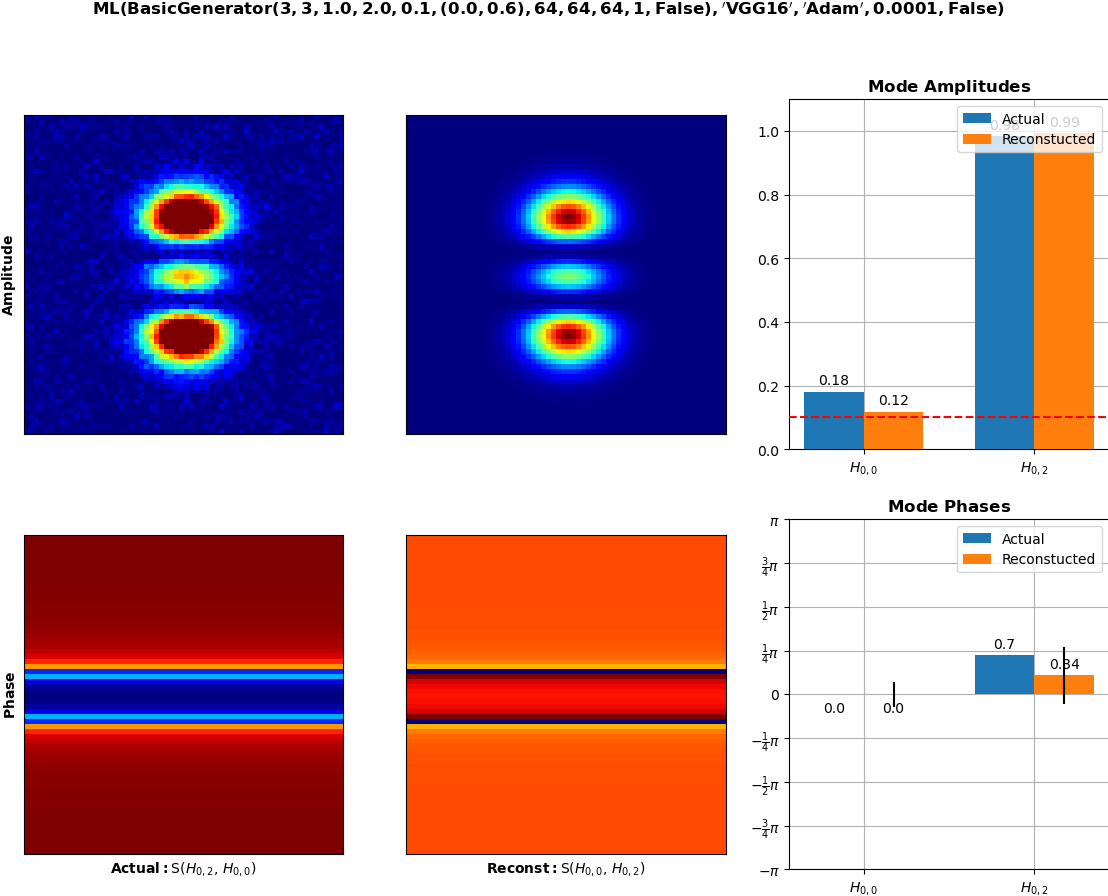 ML(BasicGenerator(3, 3, 1.0, 2.0, 0.1, (0.0, 0.6), 64, 64, 64, 1, False), ′VGG16′, ′Adam′, 0.0001, False)
Mode Amplitudes
Actual
Reconstucted
0.98
0.99
1.0
0.8
0.6
0.4
0.2
0.0
0.18
0.12
H0,0
H0,2
Amplitude
Mode Phases
Actual
Reconstucted
π
3/4π
1/2π
1/4π
0
−1/4π
−1/2π
−3/4π
−π
0.0
0.0
0.7
0.34
H0,0
H0,2
Phase
Actual: S(H0,2, H0,0)
Reconst: S(H0,0, H0,2)